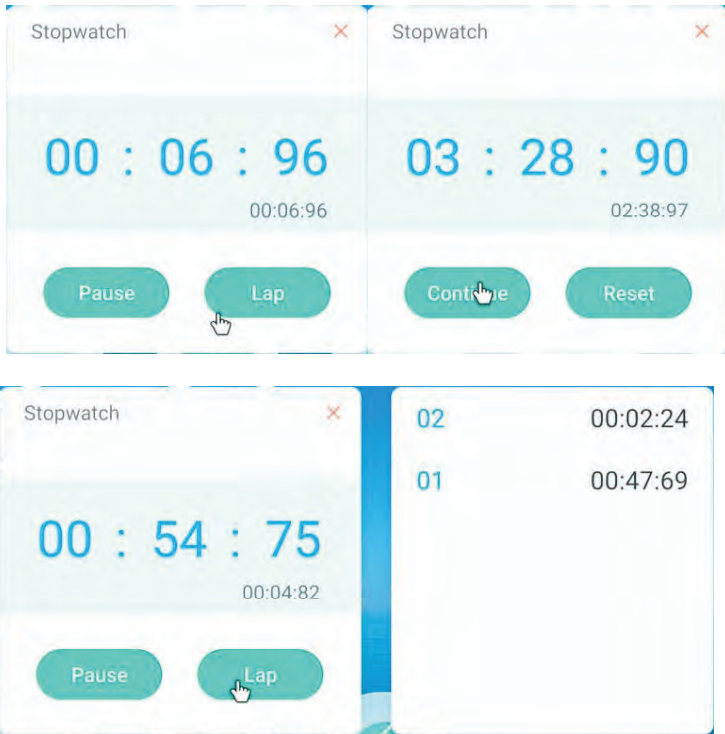 Stopwatch
00 : 06 : 96
00:06:96
Pause Lap
Stopwatch
03 : 28 : 90
02:38:97
Continue Reset
Stopwatch
00 : 54 : 75
00:04:82
Pause Lap
02 00:02:24
01 00:47:69